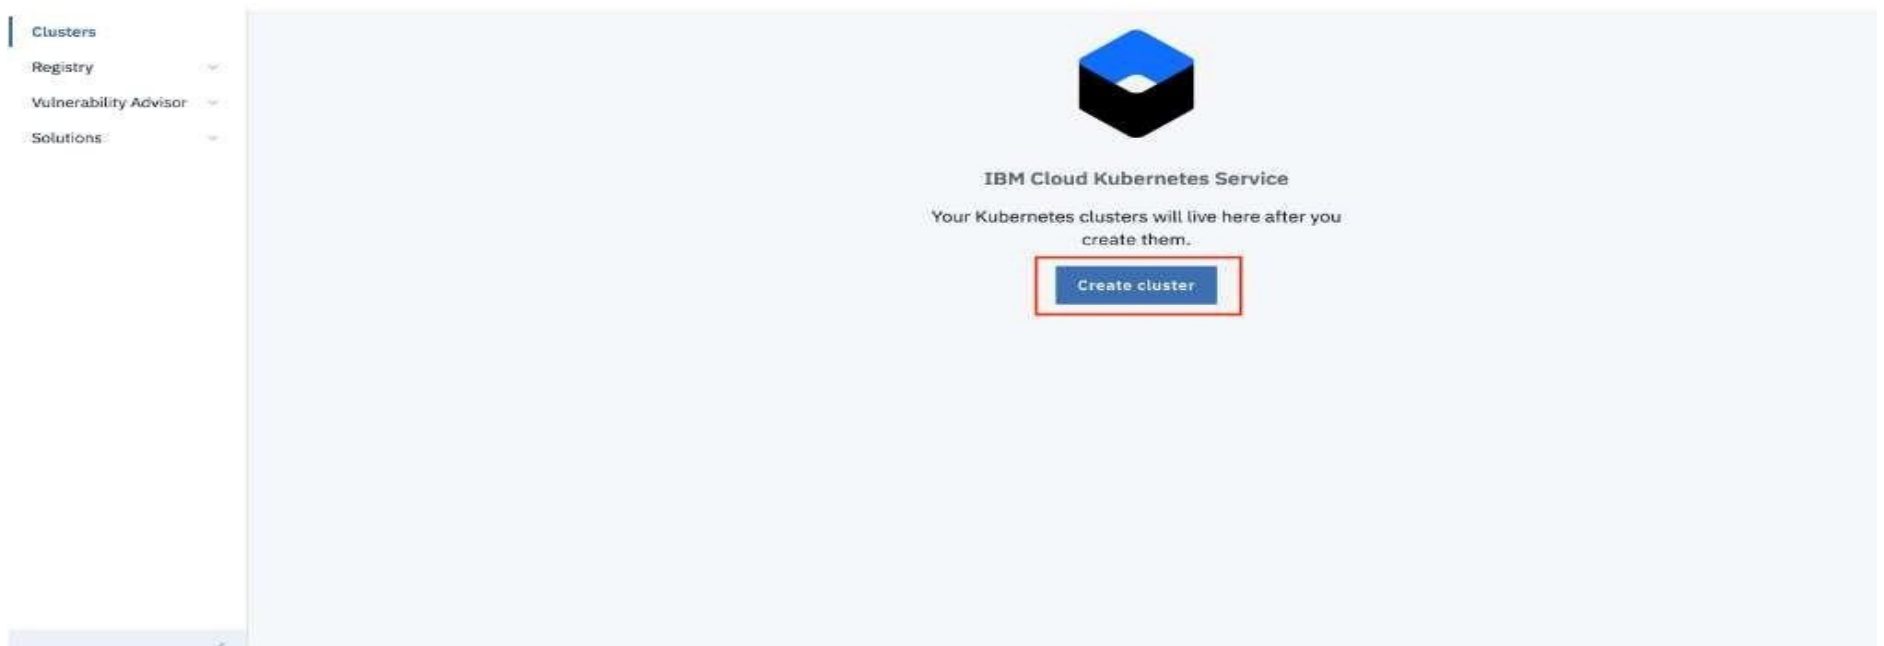 Clusters
Registry
Vulnerability Advisor
Solutions
IBM Cloud Kubernetes Service
Your Kubernetes clusters will live here after you
create them.
Create cluster